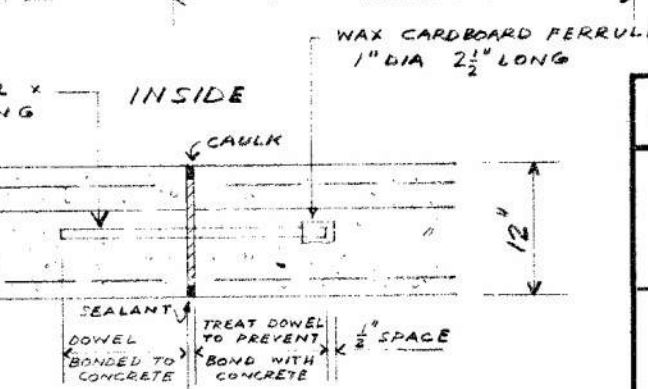 WAX CARDBOARD FERRUL
1" DIA 2½" LONG
INSIDE
CAULK
12"
SEALANT
DOWEL
BONDED TO
CONCRETE
TREAT DOWEL
TO PREVENT
BOND WITH
CONCRETE
½" SPACE